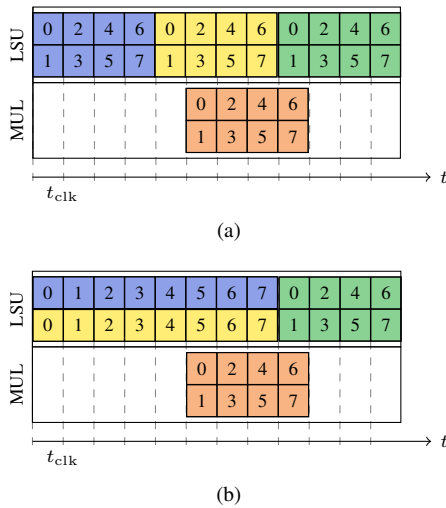 LSU
0 2 4 6 0 2 4 6 0 2 4 6
1 3 5 7 1 3 5 7 1 3 5 7
MUL
0 2 4 6
1 3 5 7
t
t_clk
(a)
LSU
0 1 2 3 4 5 6 7 0 2 4 6
0 1 2 3 4 5 6 7 1 3 5 7
MUL
0 2 4 6
1 3 5 7
t
t_clk
(b)